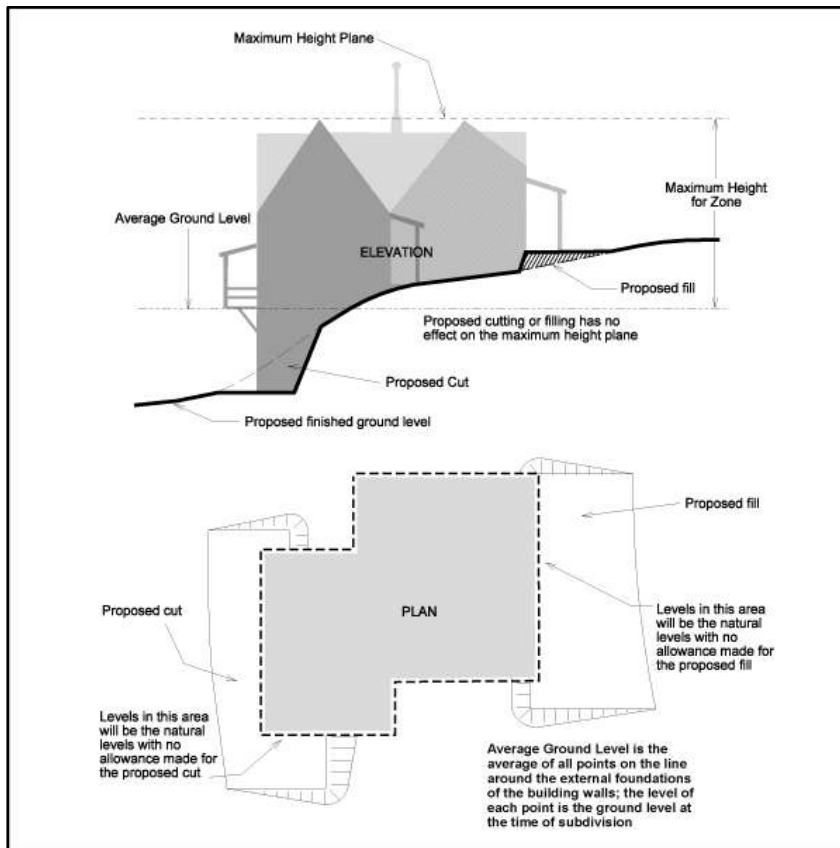 Maximum Height Plane
Maximum Height
for Zone
Average Ground Level
ELEVATION
Proposed fill
Proposed cutting or filling has no
effect on the maximum height plane
Proposed Cut
Proposed finished ground level
Proposed fill
Proposed cut
PLAN
Levels in this area
will be the natural
levels with no
allowance made for
the proposed fill
Levels in this area
will be the natural
levels with no
allowance made for
the proposed cut
Average Ground Level is the
average of all points on the line
around the external foundations
of the building walls; the level of
each point is the ground level at
the time of subdivision